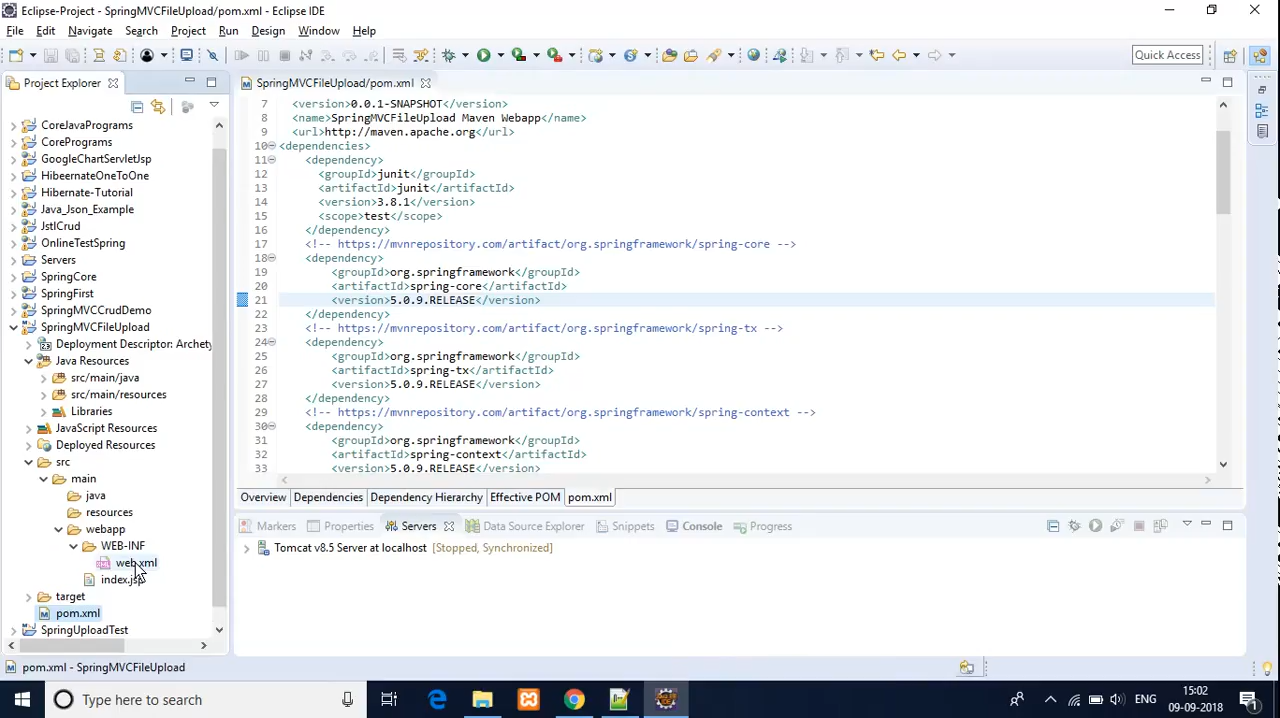 Eclipse-Project - SpringMVCFileUpload/pom.xml - Eclipse IDE
File Edit Navigate Search Project Run Design Window Help
Quick Access
Project Explorer
CoreJavaPrograms
CorePrograms
GoogleChartServletJsp
HibeernateOneToOne
Hibernate-Tutorial
Java_Json_Example
JstlCrud
OnlineTestSpring
Servers
SpringCore
SpringFirst
SpringMVCCrudDemo
SpringMVCFileUpload
Deployment Descriptor: Archety
Java Resources
src/main/java
src/main/resources
Libraries
JavaScript Resources
Deployed Resources
src
main
java
resources
webapp
WEB-INF
web.xml
index.jsp
target
pom.xml
SpringUploadTest
SpringMVCFileUpload/pom.xml
7 <version>0.0.1-SNAPSHOT</version>
8 <name>SpringMVCFileUpload Maven Webapp</name>
9 <url>http://maven.apache.org</url>
10 <dependencies>
11 <dependency>
12 <groupId>junit</groupId>
13 <artifactId>junit</artifactId>
14 <version>3.8.1</version>
15 <scope>test</scope>
16 </dependency>
17 <!-- https://mvnrepository.com/artifact/org.springframework/spring-core -->
18 <dependency>
19 <groupId>org.springframework</groupId>
20 <artifactId>spring-core</artifactId>
21 <version>5.0.9.RELEASE</version>
22 </dependency>
23 <!-- https://mvnrepository.com/artifact/org.springframework/spring-tx -->
24 <dependency>
25 <groupId>org.springframework</groupId>
26 <artifactId>spring-tx</artifactId>
27 <version>5.0.9.RELEASE</version>
28 </dependency>
29 <!-- https://mvnrepository.com/artifact/org.springframework/spring-context -->
30 <dependency>
31 <groupId>org.springframework</groupId>
32 <artifactId>spring-context</artifactId>
33 <version>5.0.9.RELEASE</version>
Overview Dependencies Dependency Hierarchy Effective POM pom.xml
Markers Properties Servers Data Source Explorer Snippets Console Progress
Tomcat v8.5 Server at localhost [Stopped, Synchronized]
pom.xml - SpringMVCFileUpload
Type here to search
ENG
15:02
09-09-2018
1